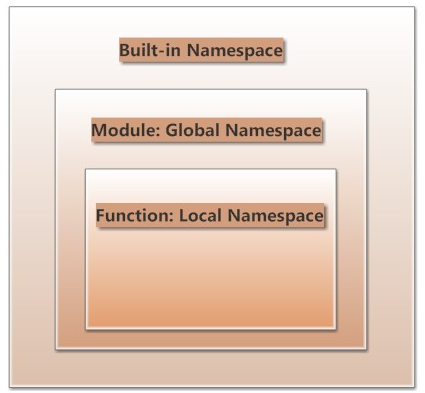 Built-in Namespace
Module: Global Namespace
Function: Local Namespace